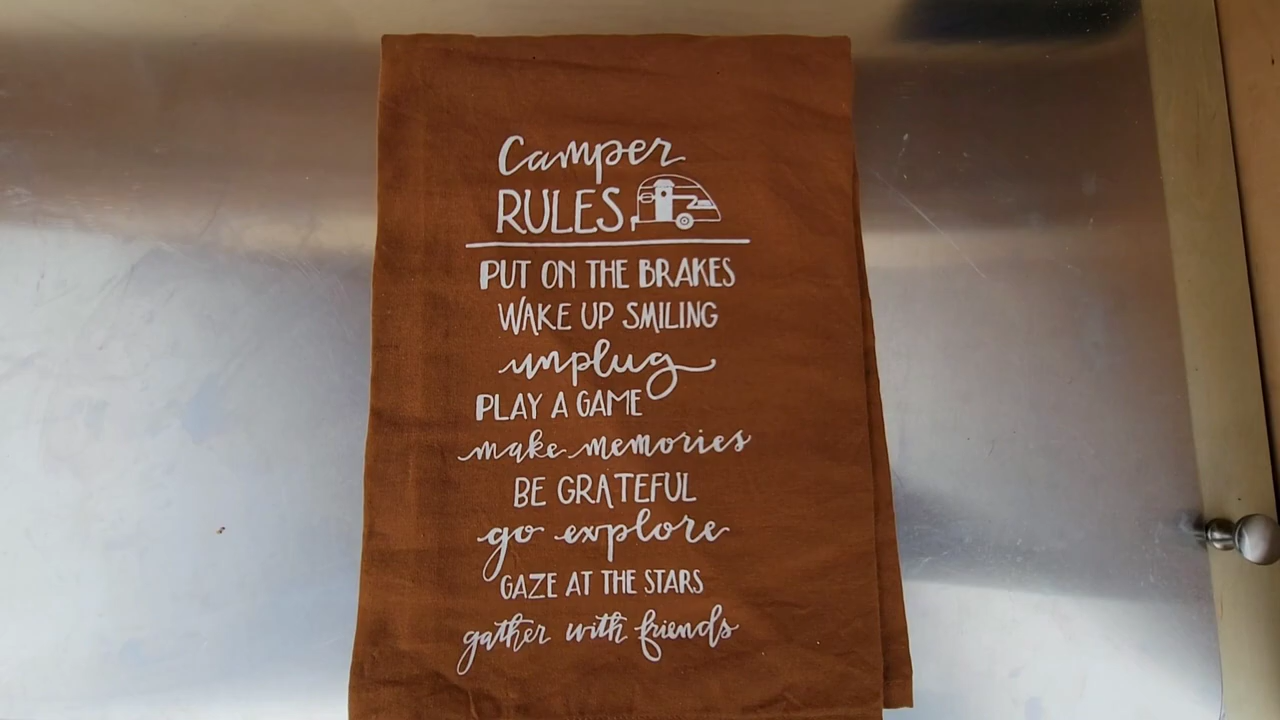 Camper
RULES
PUT ON THE BRAKES
WAKE UP SMILING
unplug
PLAY A GAME
make memories
BE GRATEFUL
go explore
GAZE AT THE STARS
gather with friends